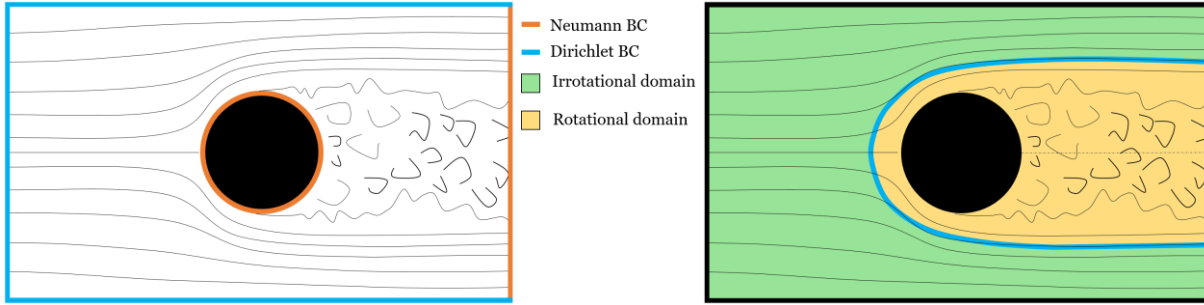 Neumann BC
Dirichlet BC
Irrotational domain
Rotational domain